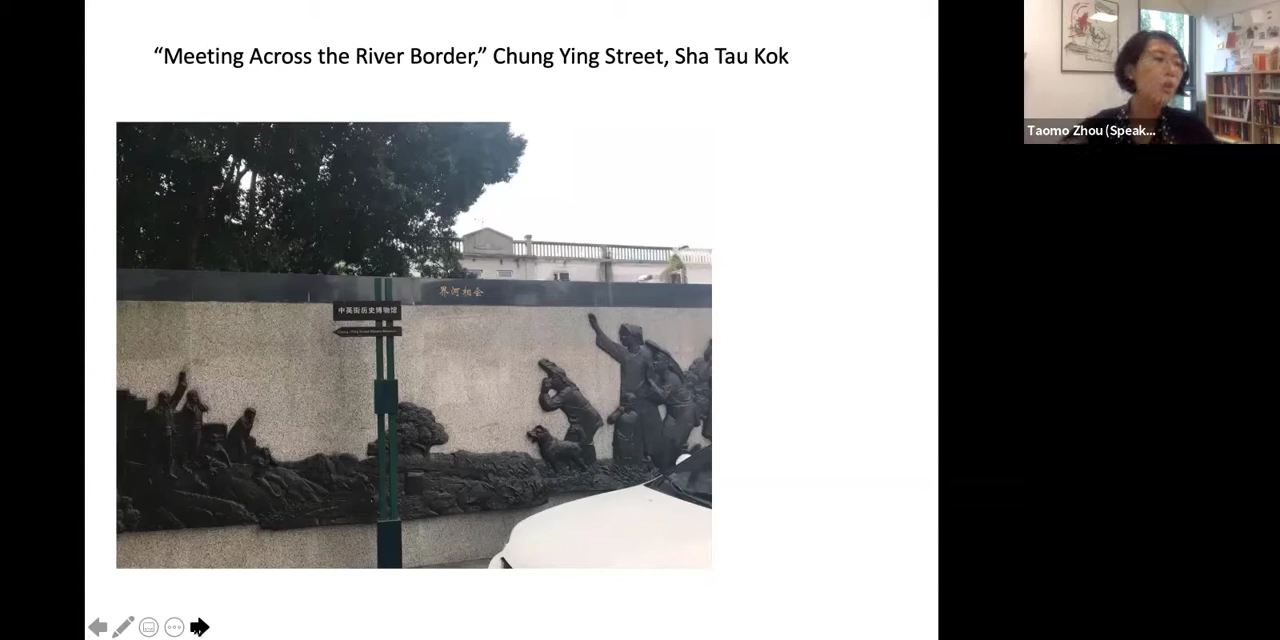 “Meeting Across the River Border,” Chung Ying Street, Sha Tau Kok
Taomo Zhou (Speak...
界河相会
中英街历史博物馆